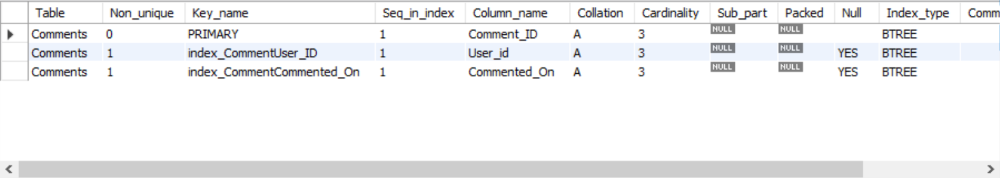 Table Non_unique Key_name Seq_in_index Column_name Collation Cardinality Sub_part Packed Null Index_type Comm
Comments 0 PRIMARY 1 Comment_ID A 3 NULL NULL BTREE
Comments 1 index_CommentUser_ID 1 User_id A 3 NULL NULL YES BTREE
Comments 1 index_CommentCommented_On 1 Commented_On A 3 NULL NULL YES BTREE